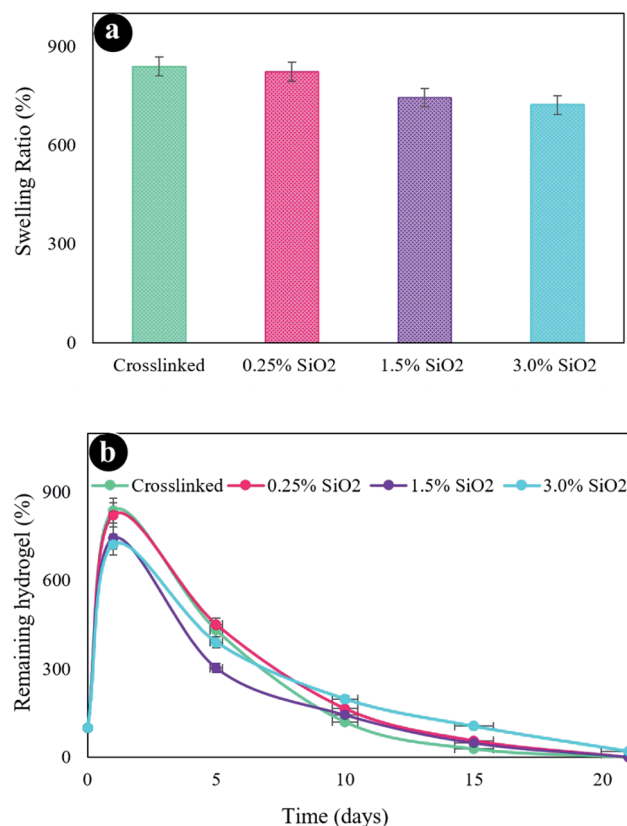 a
900
600
300
0
Swelling Ratio (%)
Crosslinked 0.25% SiO2 1.5% SiO2 3.0% SiO2
b
Crosslinked 0.25% SiO2 1.5% SiO2 3.0% SiO2
900
600
300
0
Remaining hydrogel (%)
0 5 10 15 20
Time (days)